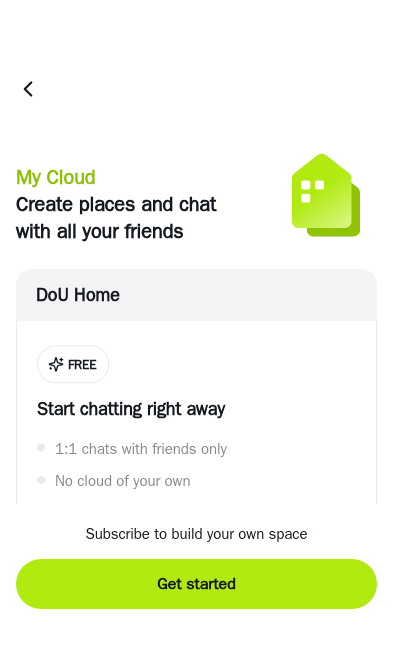 My Cloud
Create places and chat
with all your friends
DoU Home
FREE
Start chatting right away
1:1 chats with friends only
No cloud of your own
Subscribe to build your own space
Get started